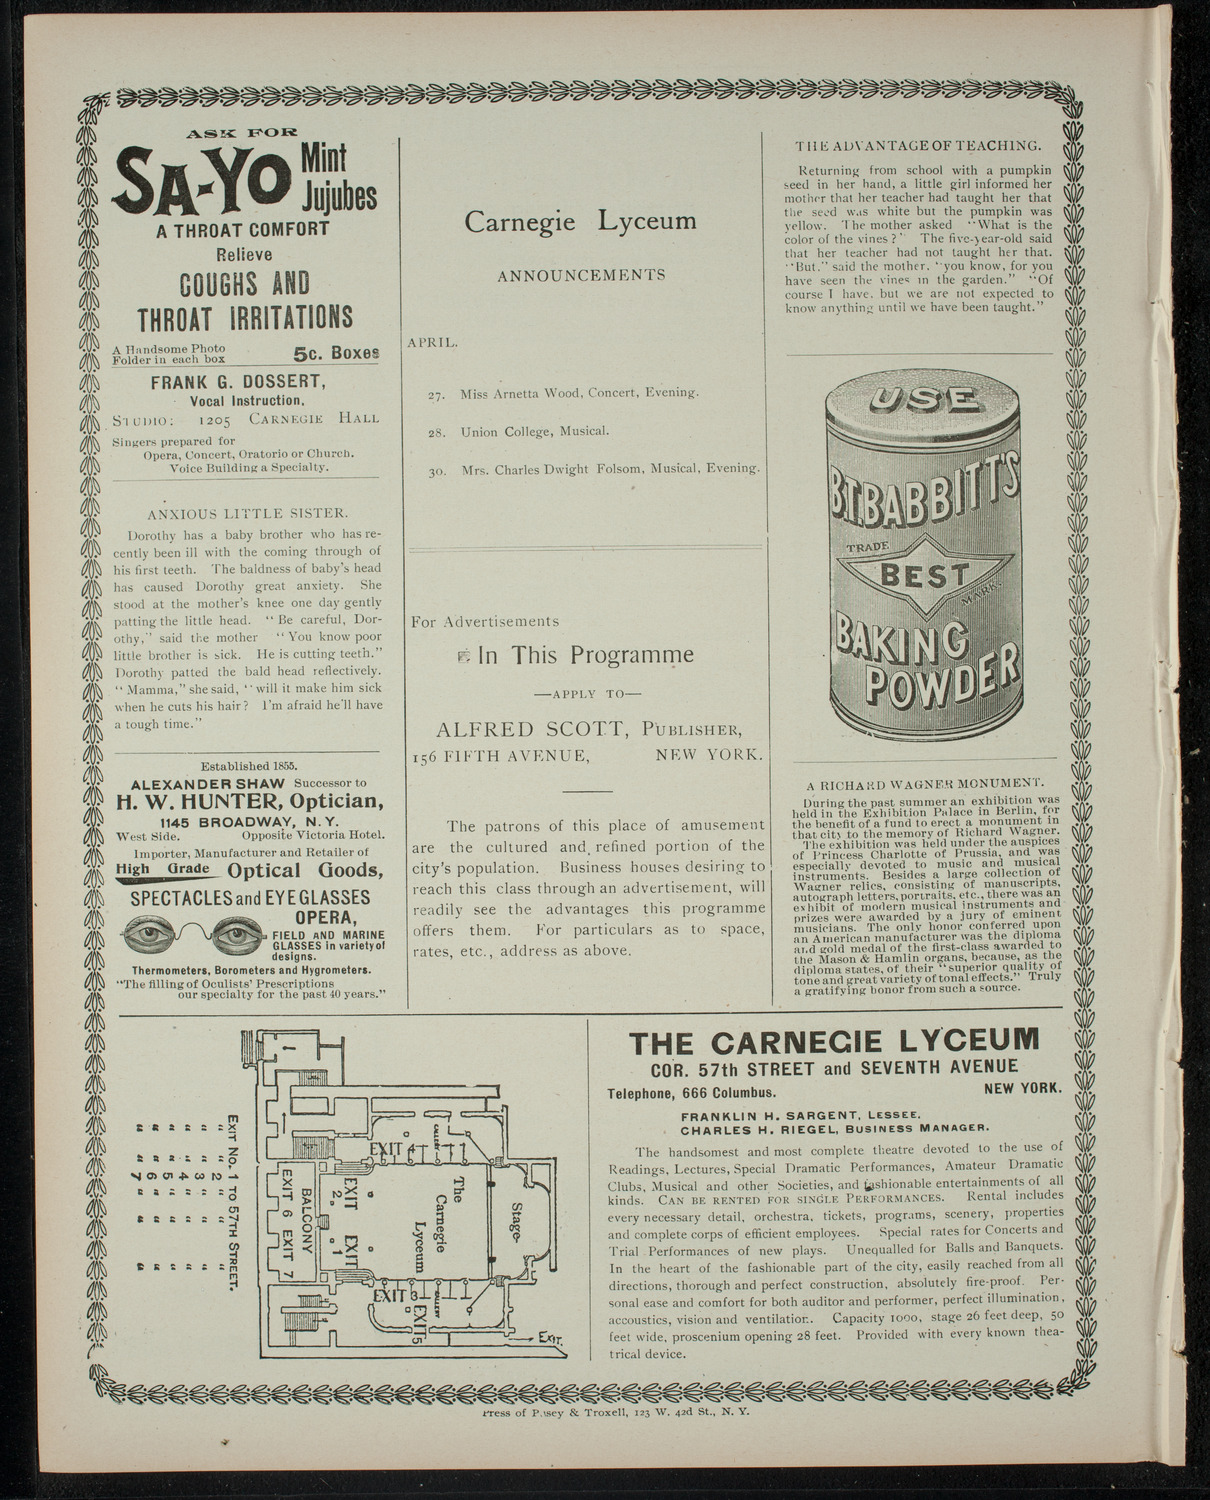 ASK FOR
SA-YO Mint Jujubes
A THROAT COMFORT
Relieve
COUGHS AND
THROAT IRRITATIONS
A Handsome Photo
Folder in each box
5c. Boxes
FRANK G. DOSSERT,
Vocal Instruction.
STUDIO: 1205 CARNEGIE HALL
Singers prepared for
Opera, Concert, Oratorio or Church.
Voice Building a Specialty.
ANXIOUS LITTLE SISTER.
Dorothy has a baby brother who has re-
cently been ill with the coming through of
his first teeth. The baldness of baby's head
has caused Dorothy great anxiety. She
stood at the mother's knee one day gently
patting the little head. "Be careful, Dor-
othy," said the mother "You know poor
little brother is sick. He is cutting teeth."
Dorothy patted the bald head reflectively.
"Mamma," she said, "will it make him sick
when he cuts his hair? I'm afraid he'll have
a tough time."
Established 1855.
ALEXANDER SHAW Successor to
H. W. HUNTER, Optician,
1145 BROADWAY, N. Y.
West Side. Opposite Victoria Hotel.
Importer, Manufacturer and Retailer of
High Grade Optical Goods,
SPECTACLES and EYE GLASSES
OPERA,
FIELD AND MARINE
GLASSES in variety of
designs.
Thermometers, Borometers and Hygrometers.
"The filling of Oculists' Prescriptions
our specialty for the past 40 years."
Carnegie Lyceum
ANNOUNCEMENTS
APRIL.
27. Miss Arnetta Wood, Concert, Evening.
28. Union College, Musical.
30. Mrs. Charles Dwight Folsom, Musical, Evening.
For Advertisements
In This Programme
—APPLY TO—
ALFRED SCOTT, PUBLISHER,
156 FIFTH AVENUE, NEW YORK.
The patrons of this place of amusement
are the cultured and refined portion of the
city's population. Business houses desiring to
reach this class through an advertisement, will
readily see the advantages this programme
offers them. For particulars as to space,
rates, etc., address as above.
THE ADVANTAGE OF TEACHING.
Returning from school with a pumpkin
seed in her hand, a little girl informed her
mother that her teacher had taught her that
the seed was white but the pumpkin was
yellow. The mother asked "What is the
color of the vines?" The five-year-old said
that her teacher had not taught her that.
"But," said the mother, "you know, for you
have seen the vines in the garden." "Of
course I have, but we are not expected to
know anything until we have been taught."
USE
B.T. BABBITT'S
TRADE
BEST
MARK.
BAKING
POWDER
A RICHARD WAGNER MONUMENT.
During the past summer an exhibition was
held in the Exhibition Palace in Berlin, for
the benefit of a fund to erect a monument in
that city to the memory of Richard Wagner.
The exhibition was held under the auspices
of Princess Charlotte of Prussia, and was
especially devoted to music and musical
instruments. Besides a large collection of
Wagner relics, consisting of manuscripts,
autograph letters, portraits, etc., there was an
exhibit of modern musical instruments and
prizes were awarded by a jury of eminent
musicians. The only honor conferred upon
an American manufacturer was the diploma
and gold medal of the first-class awarded to
the Mason & Hamlin organs, because, as the
diploma states, of their "superior quality of
tone and great variety of tonal effects." Truly
a gratifying honor from such a source.
EXIT NO. 1 TO 57TH STREET.
" " 2 " " "
" " 3 " " "
" " 4 " " "
" " 5 " " "
" " 6 " " "
" " 7 " " "
BALCONY
EXIT 6 EXIT 7
EXIT 2
EXIT 1
EXIT 4
GALLERY
The
Carnegie
Lyceum
Stage
EXIT 3
GALLERY
EXIT 5
EXIT.
THE CARNEGIE LYCEUM
COR. 57th STREET and SEVENTH AVENUE
Telephone, 666 Columbus. NEW YORK.
FRANKLIN H. SARGENT, LESSEE.
CHARLES H. RIEGEL, BUSINESS MANAGER.
The handsomest and most complete theatre devoted to the use of
Readings, Lectures, Special Dramatic Performances, Amateur Dramatic
Clubs, Musical and other Societies, and fashionable entertainments of all
kinds. CAN BE RENTED FOR SINGLE PERFORMANCES. Rental includes
every necessary detail, orchestra, tickets, programs, scenery, properties
and complete corps of efficient employees. Special rates for Concerts and
Trial Performances of new plays. Unequalled for Balls and Banquets.
In the heart of the fashionable part of the city, easily reached from all
directions, thorough and perfect construction, absolutely fire-proof. Per-
sonal ease and comfort for both auditor and performer, perfect illumination,
accoustics, vision and ventilation. Capacity 1000, stage 26 feet deep, 50
feet wide, proscenium opening 28 feet. Provided with every known thea-
trical device.
Press of Pusey & Troxell, 123 W. 42d St., N. Y.